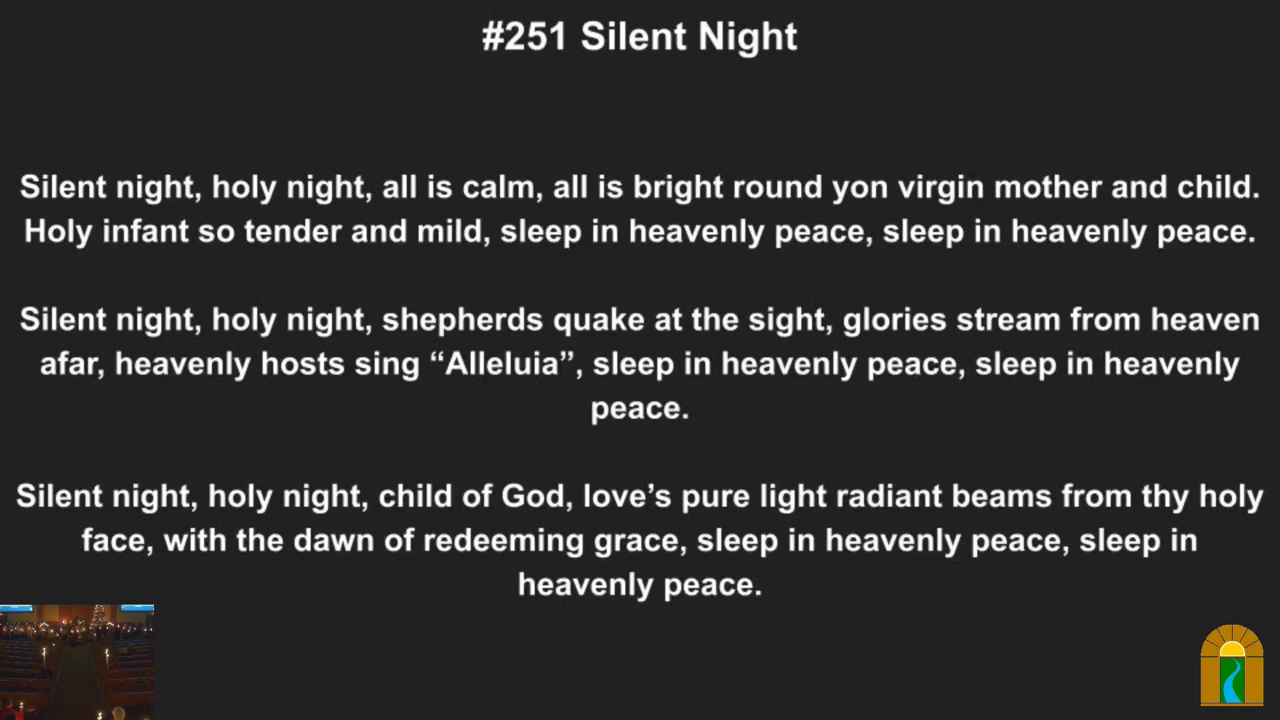 #251 Silent Night
Silent night, holy night, all is calm, all is bright round yon virgin mother and child.
Holy infant so tender and mild, sleep in heavenly peace, sleep in heavenly peace.
Silent night, holy night, shepherds quake at the sight, glories stream from heaven
afar, heavenly hosts sing “Alleluia”, sleep in heavenly peace, sleep in heavenly
peace.
Silent night, holy night, child of God, love’s pure light radiant beams from thy holy
face, with the dawn of redeeming grace, sleep in heavenly peace, sleep in
heavenly peace.